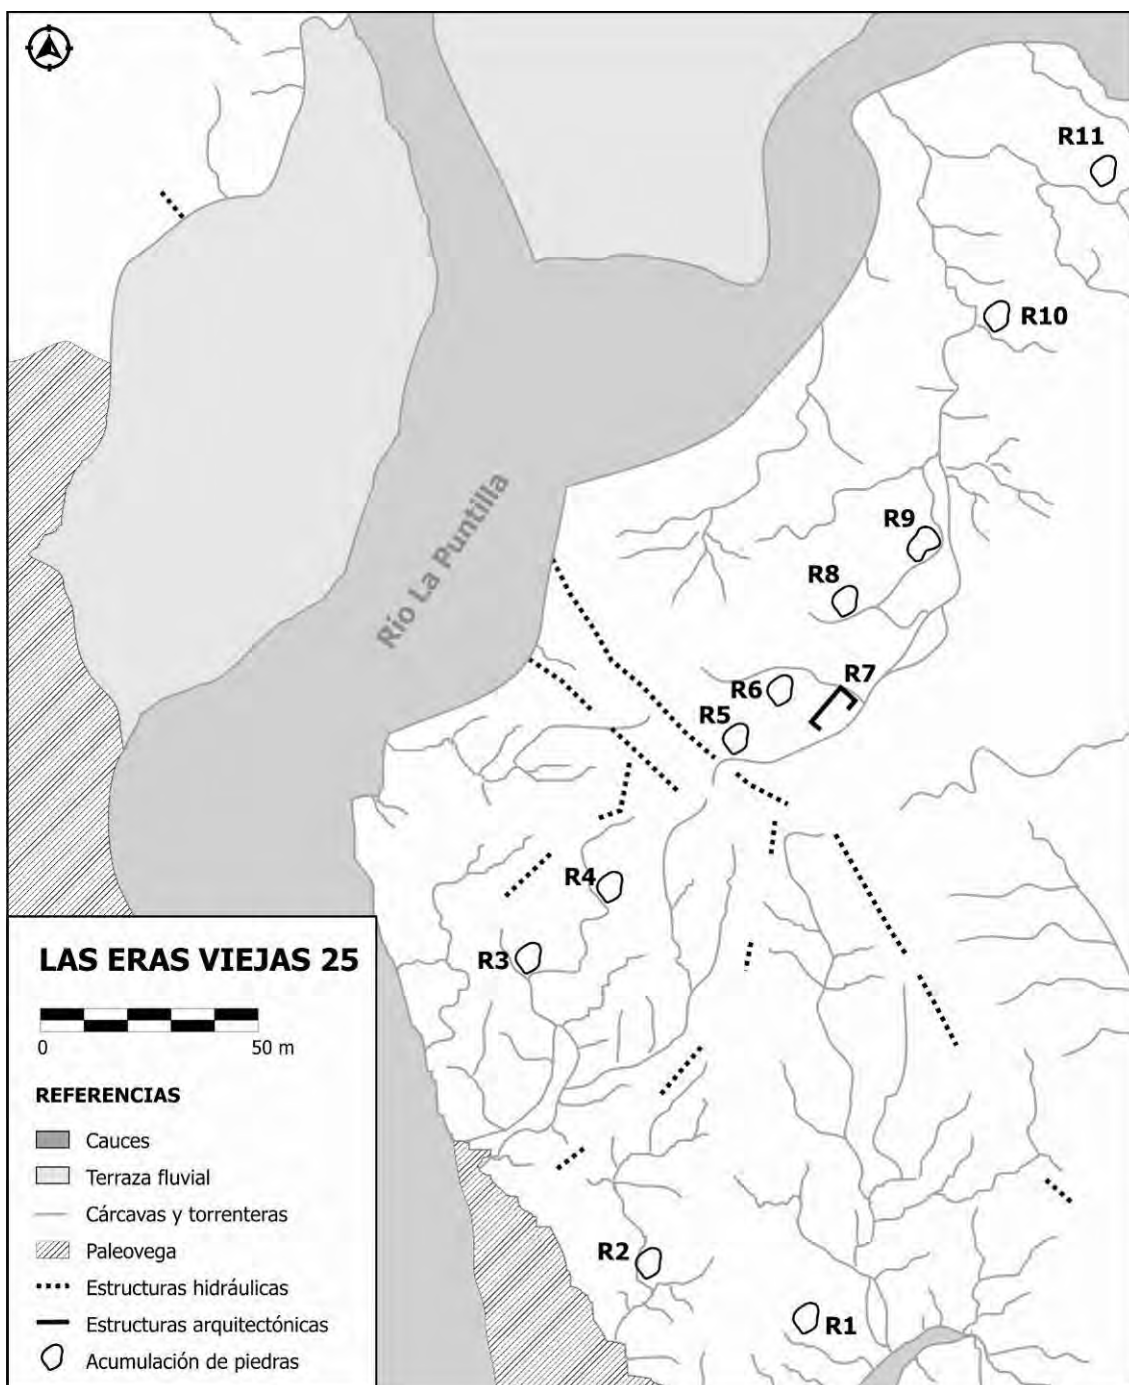 R11
R10
Río La Puntilla
R9
R8
R7
R6
R5
R4
R3
R2
R1
LAS ERAS VIEJAS 25
0 50 m
REFERENCIAS
Cauces
Terraza fluvial
Cárcavas y torrenteras
Paleovega
Estructuras hidráulicas
Estructuras arquitectónicas
Acumulación de piedras